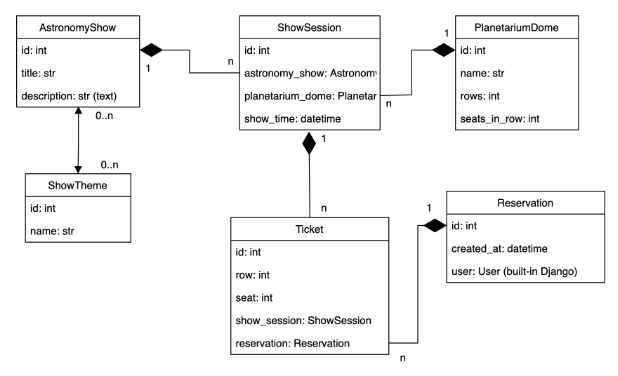 AstronomyShow
id: int
title: str
description: str (text)
1
n
ShowSession
id: int
astronomy_show: Astronomy
planetarium_dome: Planetar
show_time: datetime
1
n
PlanetariumDome
id: int
name: str
rows: int
seats_in_row: int
0..n
0..n
ShowTheme
id: int
name: str
1
n
Ticket
id: int
row: int
seat: int
show_session: ShowSession
reservation: Reservation
1
n
Reservation
id: int
created_at: datetime
user: User (built-in Django)